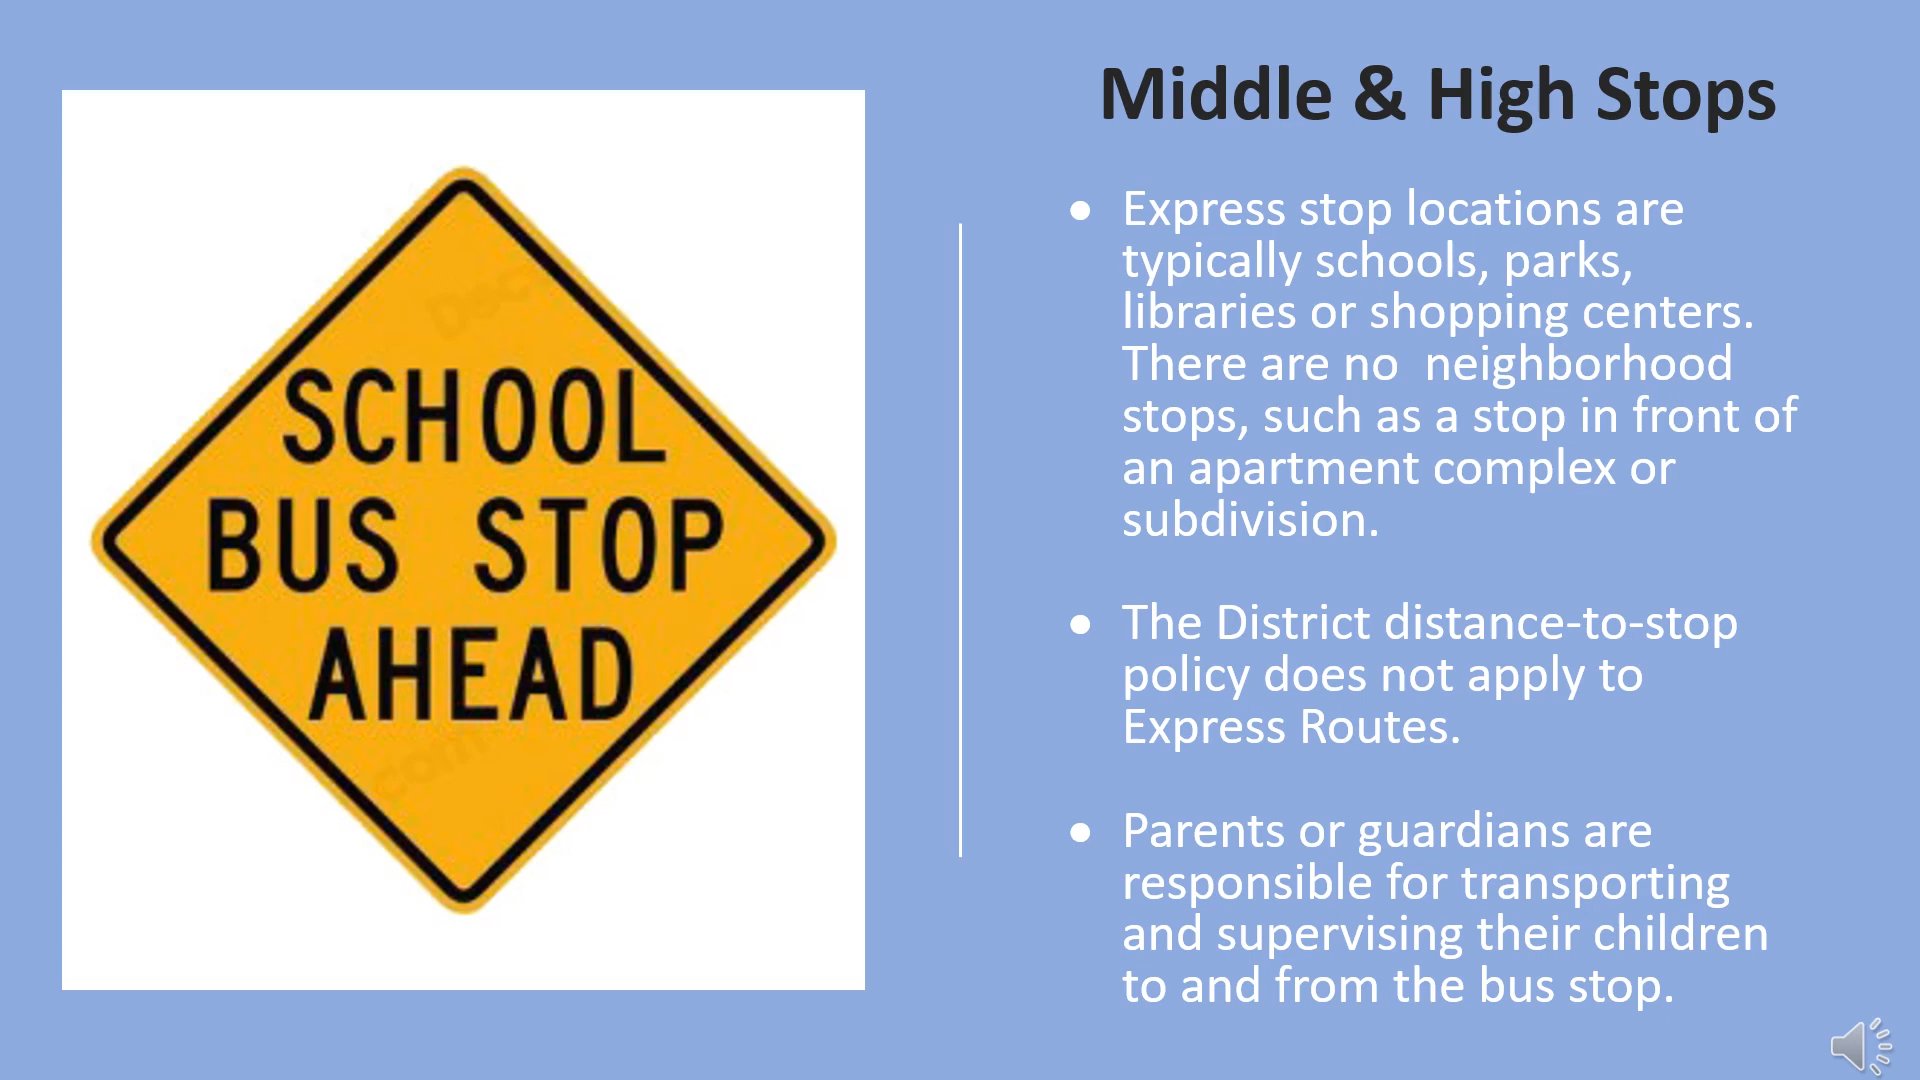 SCHOOL
BUS STOP
AHEAD
Middle & High Stops
● Express stop locations are
typically schools, parks,
libraries or shopping centers.
There are no  neighborhood
stops, such as a stop in front of
an apartment complex or
subdivision.
● The District distance-to-stop
policy does not apply to
Express Routes.
● Parents or guardians are
responsible for transporting
and supervising their children
to and from the bus stop.